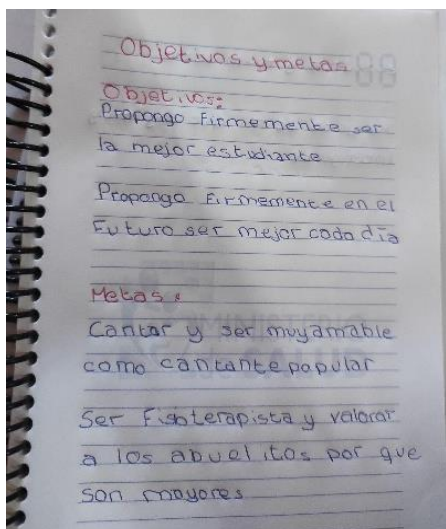 Objetivos y metas
Objetivos:
Propongo firmemente ser
la mejor estudiante
Propongo firmemente en el
Futuro ser mejor cada día
Metas:
Cantar y ser muy amable
como cantante popular
Ser Fisoterapista y valorar
a los abuelitos por que
son mayores